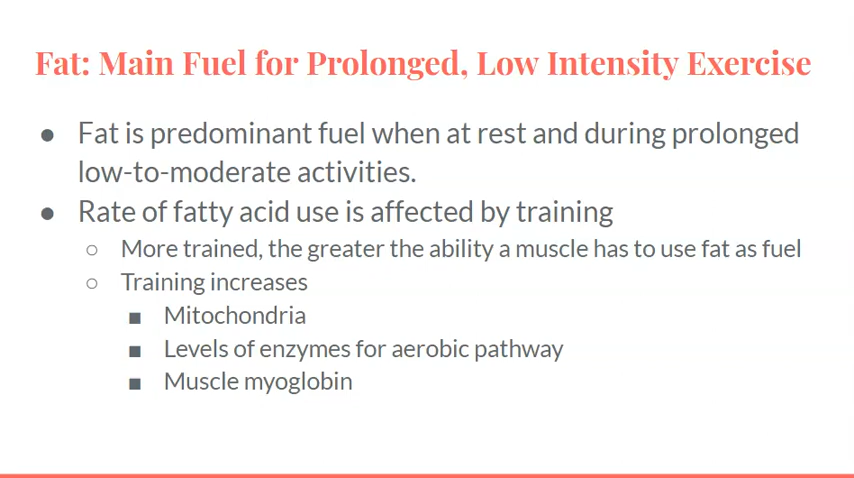 Fat: Main Fuel for Prolonged, Low Intensity Exercise
● Fat is predominant fuel when at rest and during prolonged
low-to-moderate activities.
● Rate of fatty acid use is affected by training
○ More trained, the greater the ability a muscle has to use fat as fuel
○ Training increases
■ Mitochondria
■ Levels of enzymes for aerobic pathway
■ Muscle myoglobin